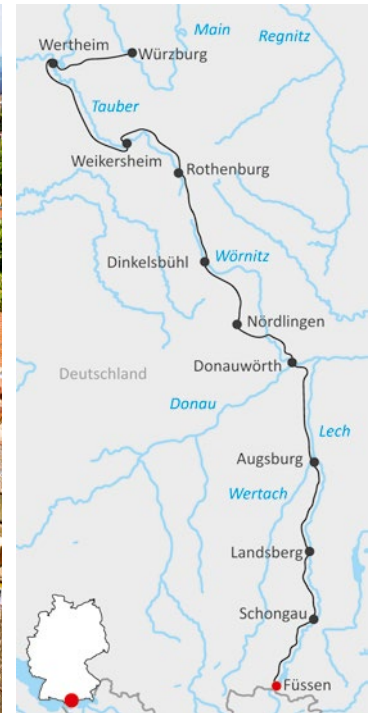 Main
Regnitz
Wertheim
Würzburg
Tauber
Weikersheim
Rothenburg
Dinkelsbühl
Wörnitz
Nördlingen
Donauwörth
Deutschland
Donau
Lech
Augsburg
Wertach
Landsberg
Schongau
Füssen